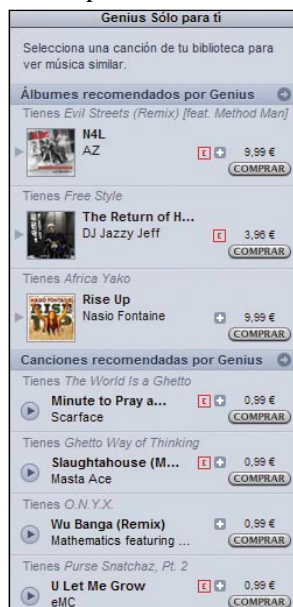 Genius Sólo para ti
Selecciona una canción de tu biblioteca para
ver música similar.
Álbumes recomendados por Genius
Tienes Evil Streets (Remix) [feat. Method Man]
N4L
AZ
E 9,99 €
COMPRAR
Tienes Free Style
The Return of H...
DJ Jazzy Jeff
E 3,96 €
COMPRAR
Tienes Africa Yako
Rise Up
Nasio Fontaine
9,99 €
COMPRAR
Canciones recomendadas por Genius
Tienes The World Is a Ghetto
Minute to Pray a...
Scarface
E 0,99 €
COMPRAR
Tienes Ghetto Way of Thinking
Slaughtahouse (M...
Masta Ace
E 0,99 €
COMPRAR
Tienes O.N.Y.X.
Wu Banga (Remix)
Mathematics featuring ...
0,99 €
COMPRAR
Tienes Purse Snatchaz, Pt. 2
U Let Me Grow
eMC
E 0,99 €
COMPRAR